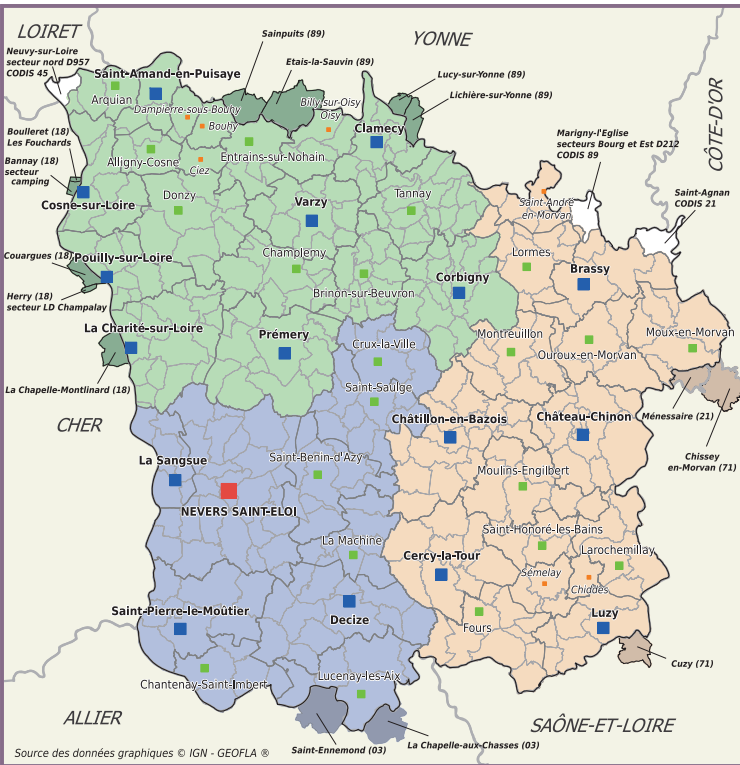 LOIRET
YONNE
CÔTE-D'OR
Neuvy-sur-Loire
secteur nord D957
CODIS 45
Sainpuits (89)
Etais-la-Sauvin (89)
Lucy-sur-Yonne (89)
Lichière-sur-Yonne (89)
Saint-Amand-en-Puisaye
Arquian
Dampierre-sous-Bouhy
Bouhy
Billy-sur-Oisy
Oisy
Clamecy
Boulleret (18)
Les Fouchards
Marigny-l'Eglise
secteurs Bourg et Est D212
CODIS 89
Bannay (18)
secteur
camping
Alligny-Cosne
Ciez
Entrains-sur-Nohain
Saint-Agnan
CODIS 21
Cosne-sur-Loire
Donzy
Varzy
Tannay
Saint-André
en-Morvan
Couargues (18)
Pouilly-sur-Loire
Champlemy
Lormes
Brassy
Corbigny
Brinon-sur-Beuvron
Herry (18)
secteur LD Champalay
La Charité-sur-Loire
Prémery
Crux-la-Ville
Montreuillon
Ouroux-en-Morvan
Moux-en-Morvan
La Chapelle-Montlinard (18)
Saint-Saulge
CHER
Châtillon-en-Bazois
Château-Chinon
Ménessaire (21)
Chissey
en-Morvan (71)
La Sangsue
Saint-Benin-d'Azy
Moulins-Engilbert
NEVERS SAINT-ELOI
La Machine
Saint-Honoré-les-Bains
Larochemillay
Cercy-la-Tour
Sémelay
Chiddes
Saint-Pierre-le-Moûtier
Decize
Fours
Luzy
Cuzy (71)
Chantenay-Saint-Imbert
Lucenay-les-Aix
ALLIER
SAÔNE-ET-LOIRE
Saint-Ennemond (03)
La Chapelle-aux-Chasses (03)
Source des données graphiques © IGN - GEOFLA ®